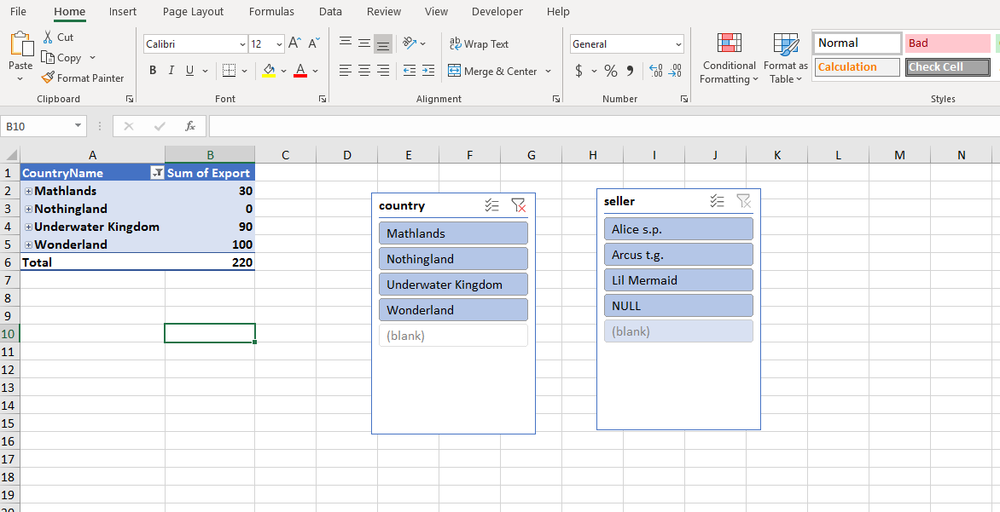 File Home Insert Page Layout Formulas Data Review View Developer Help
Paste
Cut
Copy
Format Painter
Clipboard
Calibri 12
B I U A
Font
ab Wrap Text
Merge & Center
Alignment
General
$ % 9
Number
Conditional Formatting
Format as Table
Normal Bad
Calculation Check Cell
Styles
B10 fx
A B C D E F G H I J K L M N
1 CountryName Sum of Export
2 Mathlands 30
3 Nothingland 0
4 Underwater Kingdom 90
5 Wonderland 100
6 Total 220
7
8
9
10
11
12
13
14
15
16
17
18
19
20
country
Mathlands
Nothingland
Underwater Kingdom
Wonderland
(blank)
seller
Alice s.p.
Arcus t.g.
Lil Mermaid
NULL
(blank)